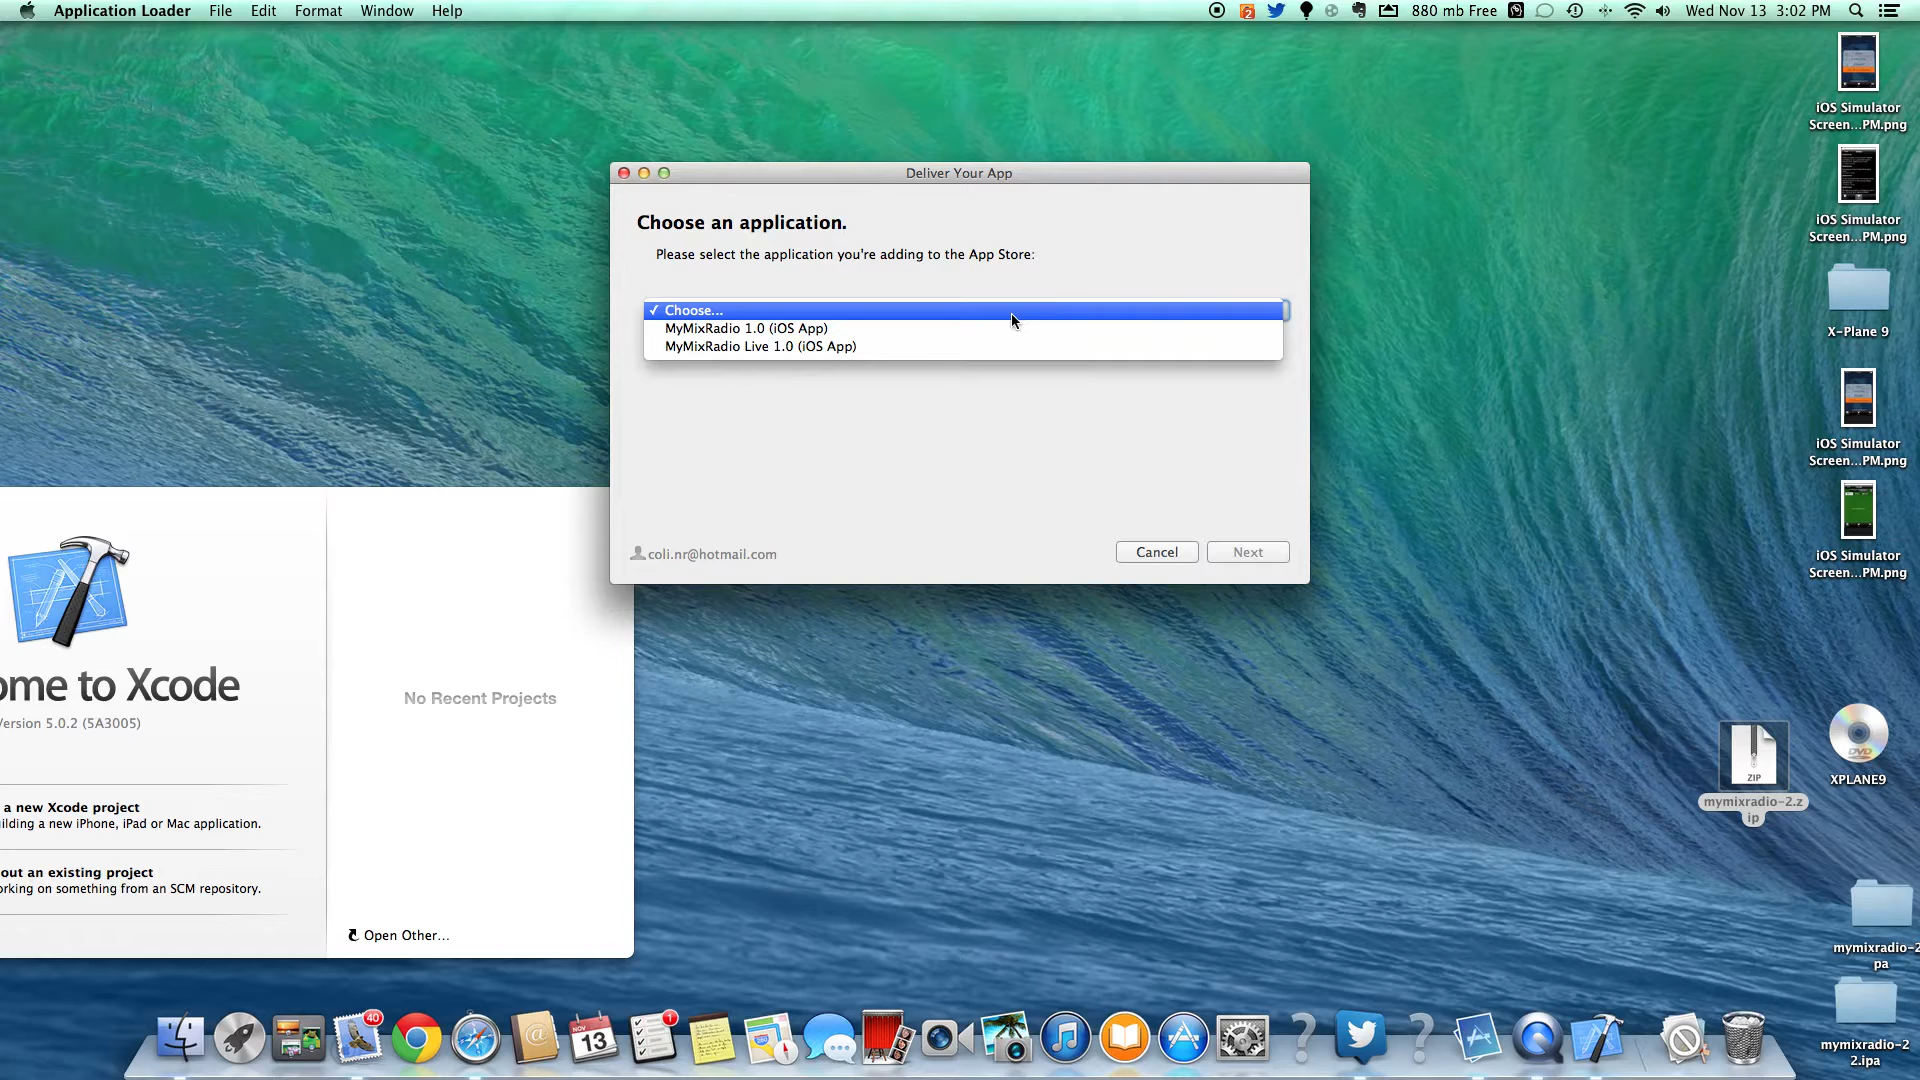 Application Loader File Edit Format Window Help
2 880 mb Free Wed Nov 13 3:02 PM
Deliver Your App
Choose an application.
Please select the application you're adding to the App Store:
✓ Choose...
MyMixRadio 1.0 (iOS App)
MyMixRadio Live 1.0 (iOS App)
coli.nr@hotmail.com
Cancel
Next
ome to Xcode
Version 5.0.2 (5A3005)
a new Xcode project
ilding a new iPhone, iPad or Mac application.
out an existing project
orking on something from an SCM repository.
No Recent Projects
Open Other...
iOS Simulator
Screen...PM.png
iOS Simulator
Screen...PM.png
X-Plane 9
iOS Simulator
Screen...PM.png
iOS Simulator
Screen...PM.png
ZIP
mymixradio-2.z
ip
DVD
XPLANE9
mymixradio-2
pa
mymixradio-2
2.ipa
40
NOV
13
1